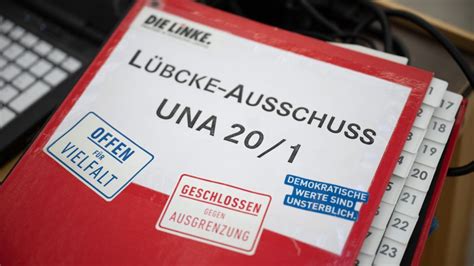 DIE LINKE.
LÜBCKE-AUSSCHUSS
UNA 20/1
OFFEN
FÜR
VIELFALT
GESCHLOSSEN
GEGEN
AUSGRENZUNG
DEMOKRATISCHE
WERTE SIND
UNSTERBLICH.
17
18
19
20
21
22
23